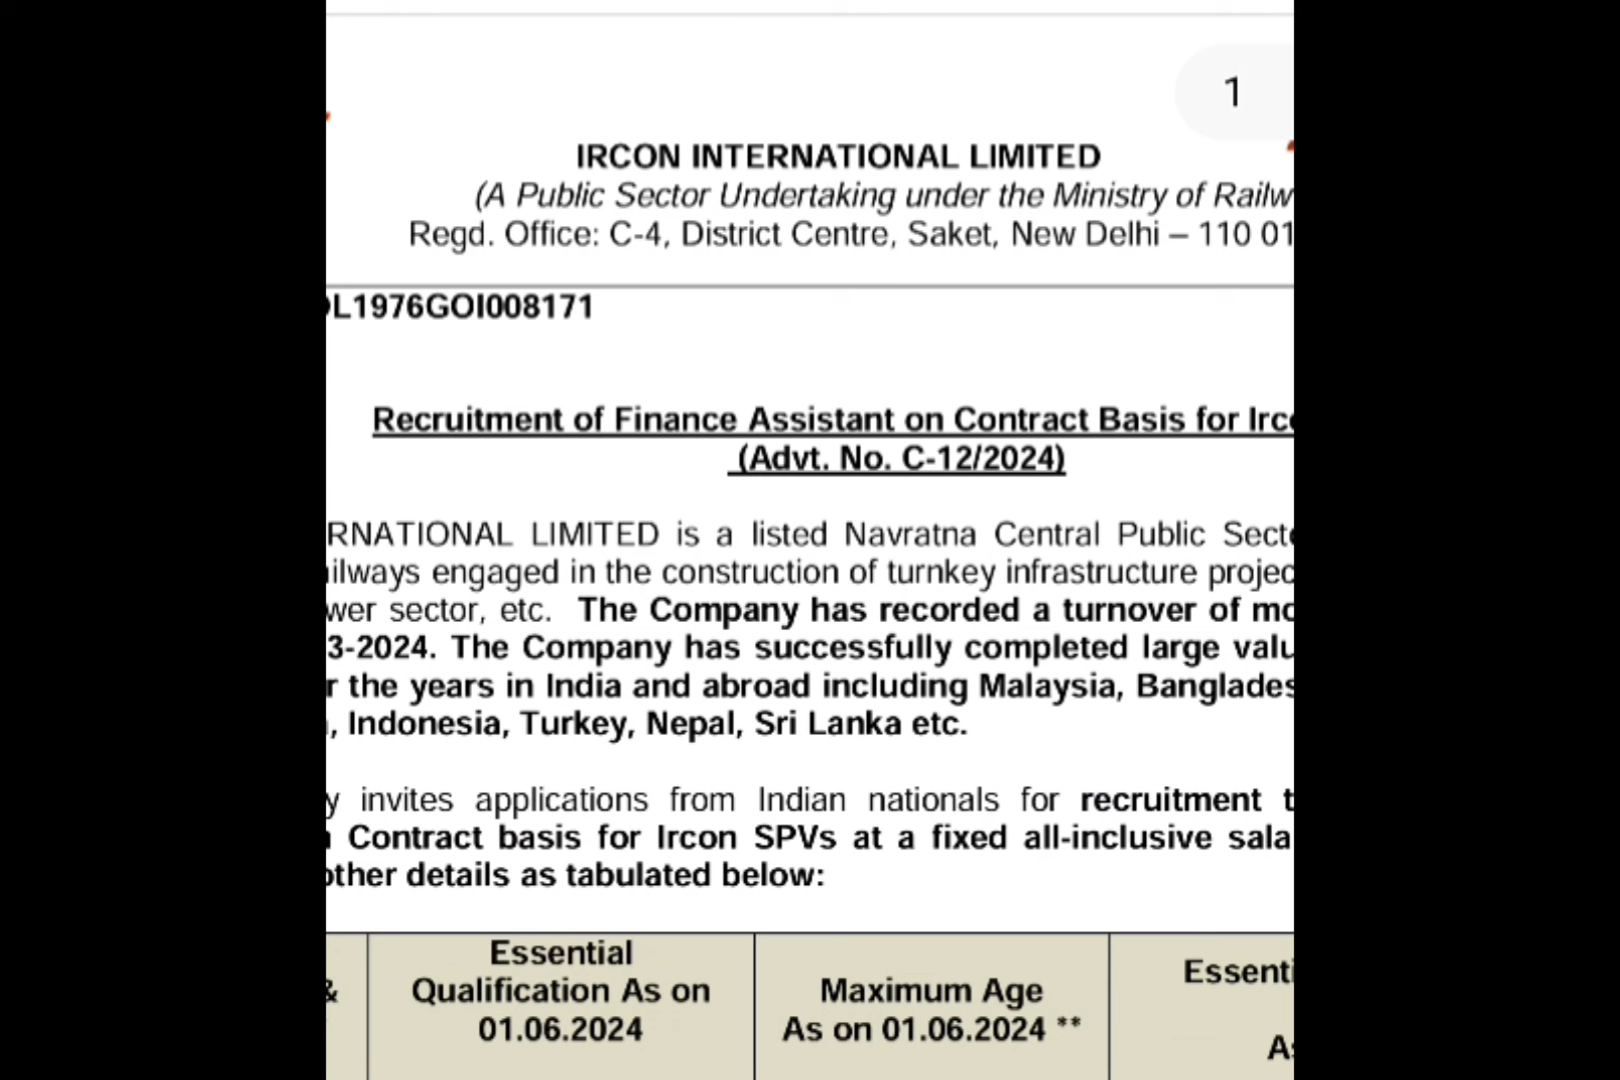 1
IRCON INTERNATIONAL LIMITED
(A Public Sector Undertaking under the Ministry of Railw
Regd. Office: C-4, District Centre, Saket, New Delhi – 110 01
L1976GOI008171
Recruitment of Finance Assistant on Contract Basis for Irc
(Advt. No. C-12/2024)
RNATIONAL LIMITED is a listed Navratna Central Public Sect
ilways engaged in the construction of turnkey infrastructure projec
wer sector, etc. The Company has recorded a turnover of mo
3-2024. The Company has successfully completed large valu
r the years in India and abroad including Malaysia, Banglades
, Indonesia, Turkey, Nepal, Sri Lanka etc.
y invites applications from Indian nationals for recruitment t
Contract basis for Ircon SPVs at a fixed all-inclusive sala
other details as tabulated below:
&
Essential
Qualification As on
01.06.2024
Maximum Age
As on 01.06.2024 **
Essenti
As